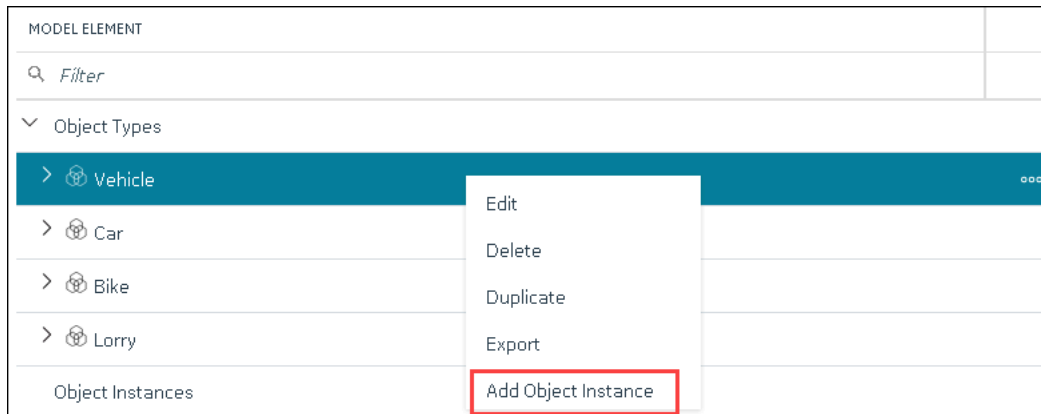 MODEL ELEMENT
Filter
Object Types
Vehicle
Edit
Car
Delete
Bike
Duplicate
Lorry
Export
Object Instances
Add Object Instance